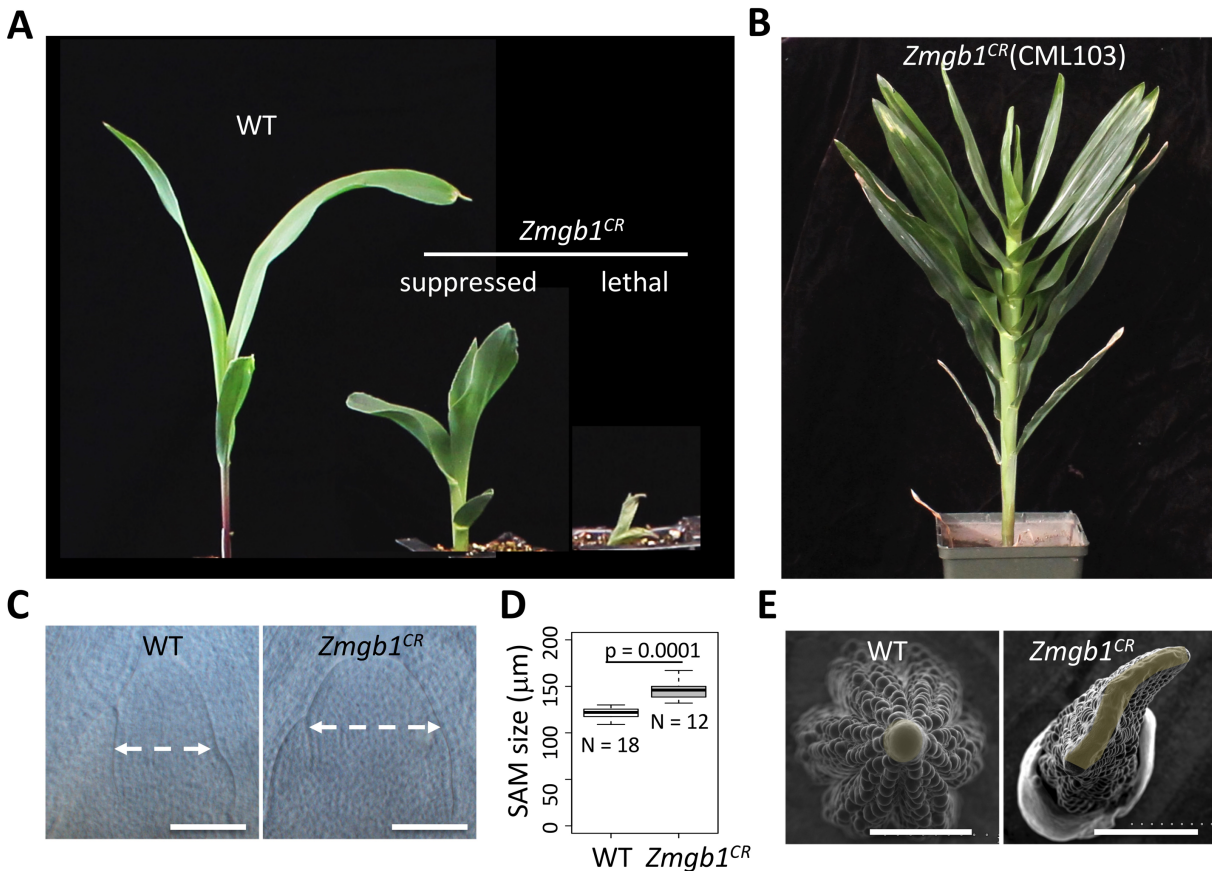 A
WT
Zmgb1CR
suppressed
lethal
B
Zmgb1CR(CML103)
C
WT
Zmgb1CR
D
SAM size (μm)
200
150
100
50
0
p = 0.0001
N = 18
N = 12
WT
Zmgb1CR
E
WT
Zmgb1CR